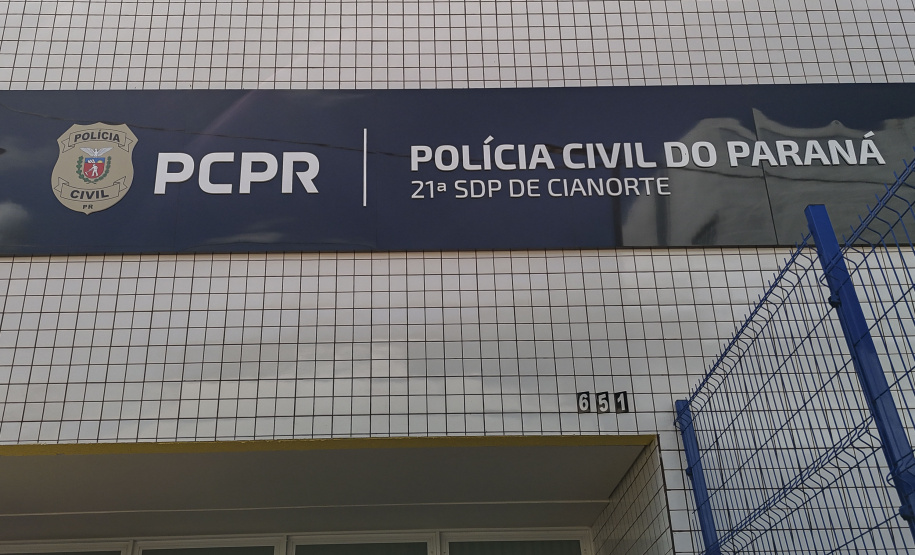 POLÍCIA
CIVIL
PR
PCPR
POLÍCIA CIVIL DO PARANÁ
21ª SDP DE CIANORTE
651